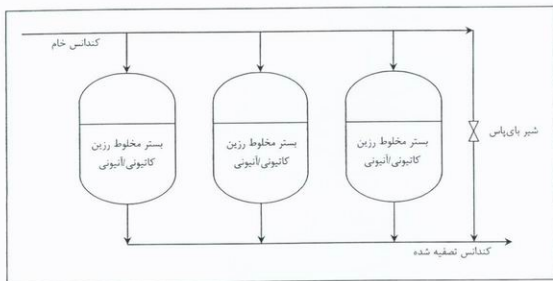 کندانس خام
بستر مخلوط رزین
کاتیونی/آنیونی
بستر مخلوط رزین
کاتیونی/آنیونی
بستر مخلوط رزین
کاتیونی/آنیونی
شیر بای‌پاس
کندانس تصفیه شده